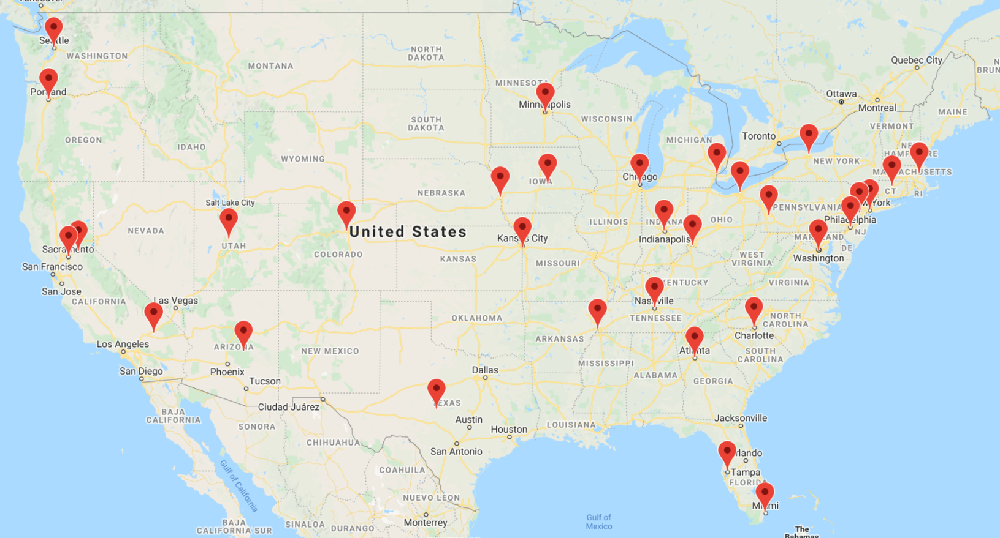 Vancouver
Seattle
WASHINGTON
Portland
OREGON
IDAHO
MONTANA
NORTH
DAKOTA
SOUTH
DAKOTA
WYOMING
NEBRASKA
MINNESOTA
Minneapolis
WISCONSIN
IOWA
MICHIGAN
Chicago
Toronto
Ottawa
Montreal
Quebec City
MAINE
VERMONT
NEW YORK
MASSACHUSETTS
CT
RI
PENNSYLVANIA
Philadelphia
NJ
MARYLAND
DE
Washington
OHIO
INDIANA
Indianapolis
ILLINOIS
WEST
VIRGINIA
VIRGINIA
KENTUCKY
Nashville
TENNESSEE
NORTH
CAROLINA
Charlotte
SOUTH
CAROLINA
Atlanta
GEORGIA
ALABAMA
MISSISSIPPI
ARKANSAS
MISSOURI
Kansas City
KANSAS
United States
COLORADO
Salt Lake City
UTAH
NEVADA
Sacramento
San Francisco
San Jose
CALIFORNIA
Las Vegas
Los Angeles
San Diego
ARIZONA
Phoenix
Tucson
NEW MEXICO
OKLAHOMA
Dallas
TEXAS
Austin
Houston
San Antonio
LOUISIANA
Jacksonville
Tampa
FLORIDA
Miami
Ciudad Juárez
BAJA
CALIFORNIA
SONORA
CHIHUAHUA
COAHUILA
NUEVO LEON
Monterrey
DURANGO
SINALOA
BAJA
CALIFORNIA SUR
Gulf of California
Gulf of
Mexico
The
Bahamas